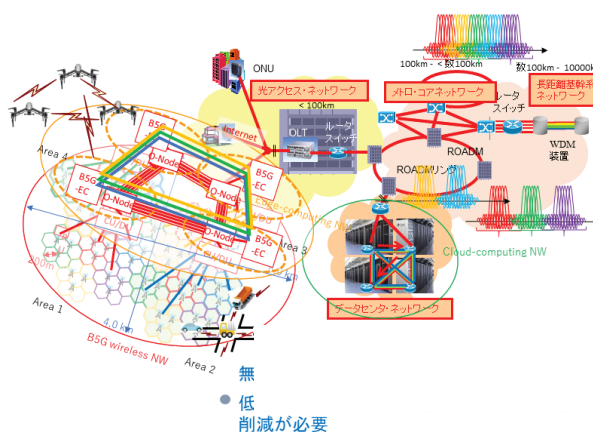 ONU
100km - < 数100km
数100km - 10000km
光アクセス・ネットワーク
メトロ・コアネットワーク
長距離基幹系
ネットワーク
< 100km
Internet
OLT
ルータ
スイッチ
ルータ
スイッチ
WDM
装置
ROADM
ROADMリング
B5G
-EC
O-Node
Area 4
B5G
-EC
O-Node
O-Node
B5G
-EC
O-Node
B5G
-EC
Edge-computing NW
CU/DU
CU/DU
Area 3
200m
4.0 km
Area 1
Area 2
B5G wireless NW
Cloud-computing NW
データセンタ・ネットワーク
無
● 低
削減が必要